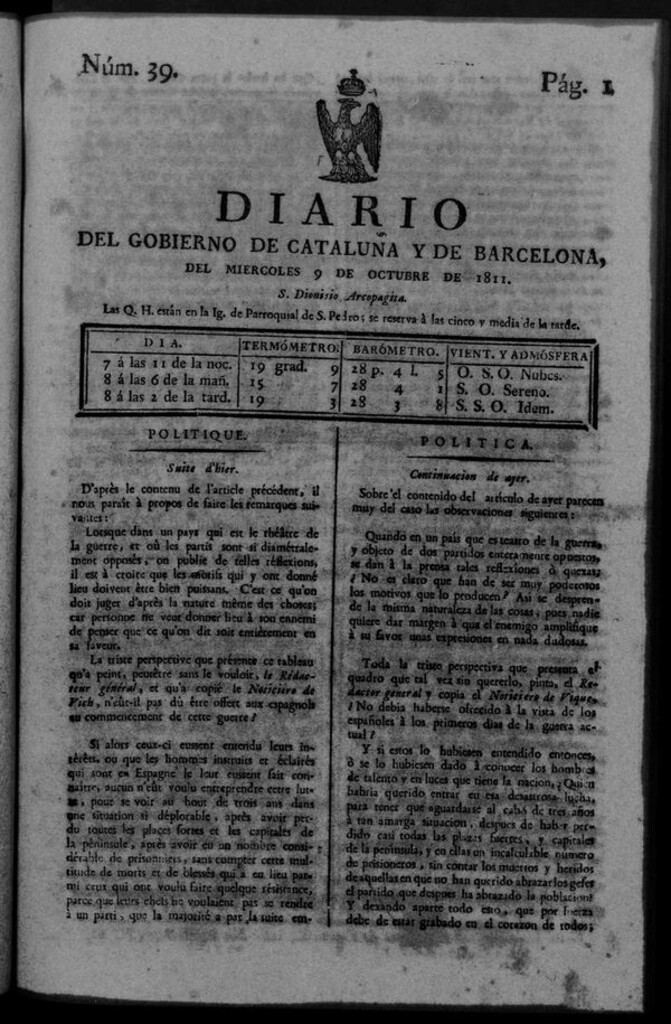 Núm. 39.
Pág. 1
DIARIO
DEL GOBIERNO DE CATALUÑA Y DE BARCELONA,
DEL MIERCOLES 9 DE OCTUBRE DE 1811.
S. Dionisio Areopagita.
Las Q. H. están en la Ig. de Parroquial de S. Pedro; se reserva á las cinco y media de la tarde.
DIA. TERMÓMETRO. BARÓMETRO. VIENT. Y ADMÓSFERA
7 á las 11 de la noc. 19 grad. 9 28 p. 4 l. 5 O. S. O. Nubes.
8 á las 6 de la mañ. 15 7 28 4 1 S. O. Sereno.
8 á las 2 de la tard. 19 3 28 3 8 S. S. O. Idem.
POLITIQUE.
Suite d'hier.
D'après le contenu de l'article précédent, il
nous paraît à propos de faire les remarques sui-
vantes:
Lorsque dans un pays qui est le théâtre de
la guerre, et où les partis sont si diamétrale-
ment opposés, on publie de telles réflexions,
il est à croire que les motifs qui y ont donné
lieu doivent être bien puissans. C'est ce qu'on
doit juger d'après la nature même des choses;
car personne ne veut donner lieu à son ennemi
de penser que ce qu'on dit soit entièrement en
sa faveur.
La triste perspective que présente ce tableau
qu'a peint, peutêtre sans le vouloir, le Rédac-
teur général, et qu'a copié le Noticiero de
Vich, n'eût-il pas dû être offert aux espagnols
au commencement de cette guerre?
Si alors ceux-ci eussent entendu leurs in-
térêts, ou que les hommes instruits et éclairés
qui sont en Espagne le leur eussent fait con-
naître, aucun n'eût voulu entreprendre cette lut-
te, pour se voir au bout de trois ans dans
une situation si déplorable, après avoir per-
du toutes les places fortes et les capitales de
la péninsule, après avoir eu un nombre consi-
dérable de prisonniers, sans compter cette mul-
titude de morts et de blessés qui a eu lieu par-
mi ceux qui ont voulu faire quelque résistance,
parce que leurs chefs ne voulaient pas se rendre
à un parti, que la majorité a pas la suite em-
POLITICA.
Continuacion de ayer.
Sobre el contenido del artículo de ayer parecen
muy del caso las observaciones siguientes:
Quando en un pais que es teatro de la guerra,
y objeto de dos partidos enteramente opuestos,
se dan à la prensa tales reflexiones ó quexas;
¿No es claro que han de ser muy poderosos
los motivos que lo producen? Asi se despren-
de de la misma naturaleza de las cosas, pues nadie
quiere dar margen à que el enemigo amplifique
à su favor unas expresiones en nada dudosas.
Toda la triste perspectiva que presenta el
quadro que tal vez sin quererlo, pinta, el Re-
dactor general y copia el Noticiero de Vique,
¿No debia haberse ofrecido à la vista de los
españoles à los primeros dias de la guerra ac-
tual?
Y si estos lo hubiesen entendido entonces,
ó se lo hubiesen dado à conocer los hombres
de talento y en luces que tiene la nacion, ¿Quien
habria querido entrar en esa desastrosa lucha,
para tener que aguardarse al cabo de tres años
à tan amarga situacion, despues de haber per-
dido casi todas las plazas fuertes, y capitales
de la peninsula, y en ellas un incalculable numero
de prisioneros, sin contar los muertos y heridos
de aquellas en que no han querido abrazar los gefes
el partido que despues ha abrazado la poblacion?
Y dexando aparte todo esto, que por fuerza
debe de estar grabado en el corazon de todos;